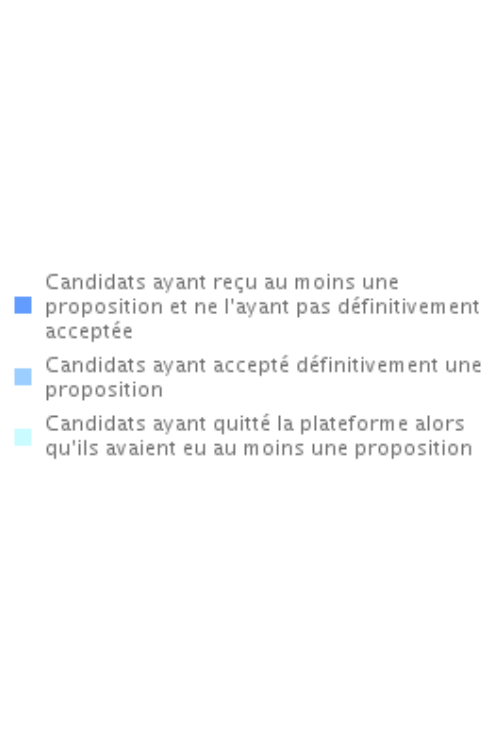 Candidats ayant reçu au moins une
proposition et ne l'ayant pas définitivement
acceptée
Candidats ayant accepté définitivement une
proposition
Candidats ayant quitté la plateforme alors
qu'ils avaient eu au moins une proposition